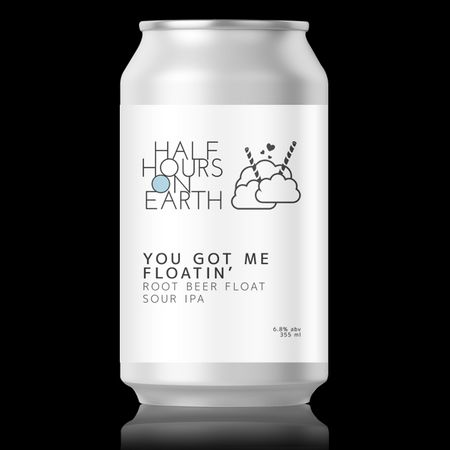 HALF
HOURS
ON
EARTH
YOU GOT ME
FLOATIN'
ROOT BEER FLOAT
SOUR IPA
6.8% abv
355 ml